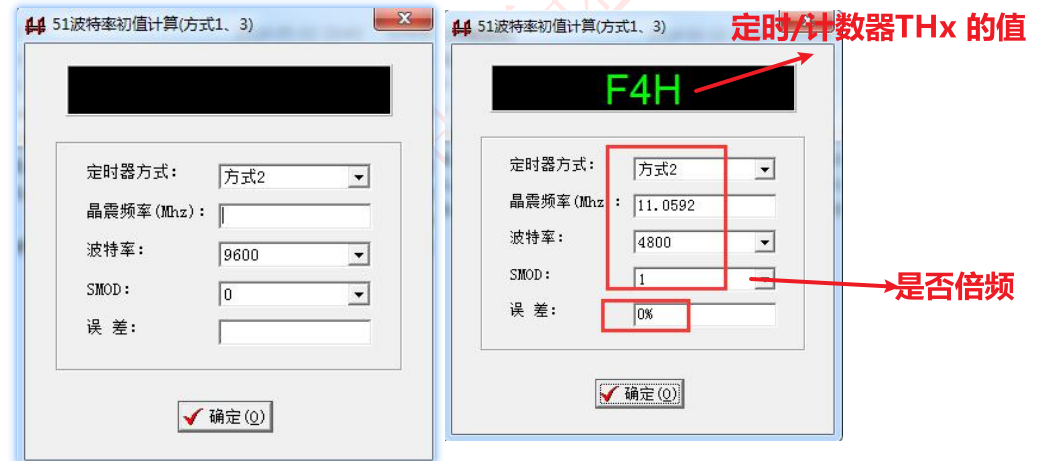 51波特率初值计算(方式1、3)
定时器方式:
方式2
晶震频率(Mhz):
波特率:
9600
SMOD:
0
误 差:
确定(O)
51波特率初值计算(方式1、3)
定时/计数器THx 的值
F4H
定时器方式:
方式2
晶震频率(Mhz :
11.0592
波特率:
4800
SMOD:
1
是否倍频
误 差:
0%
确定(O)